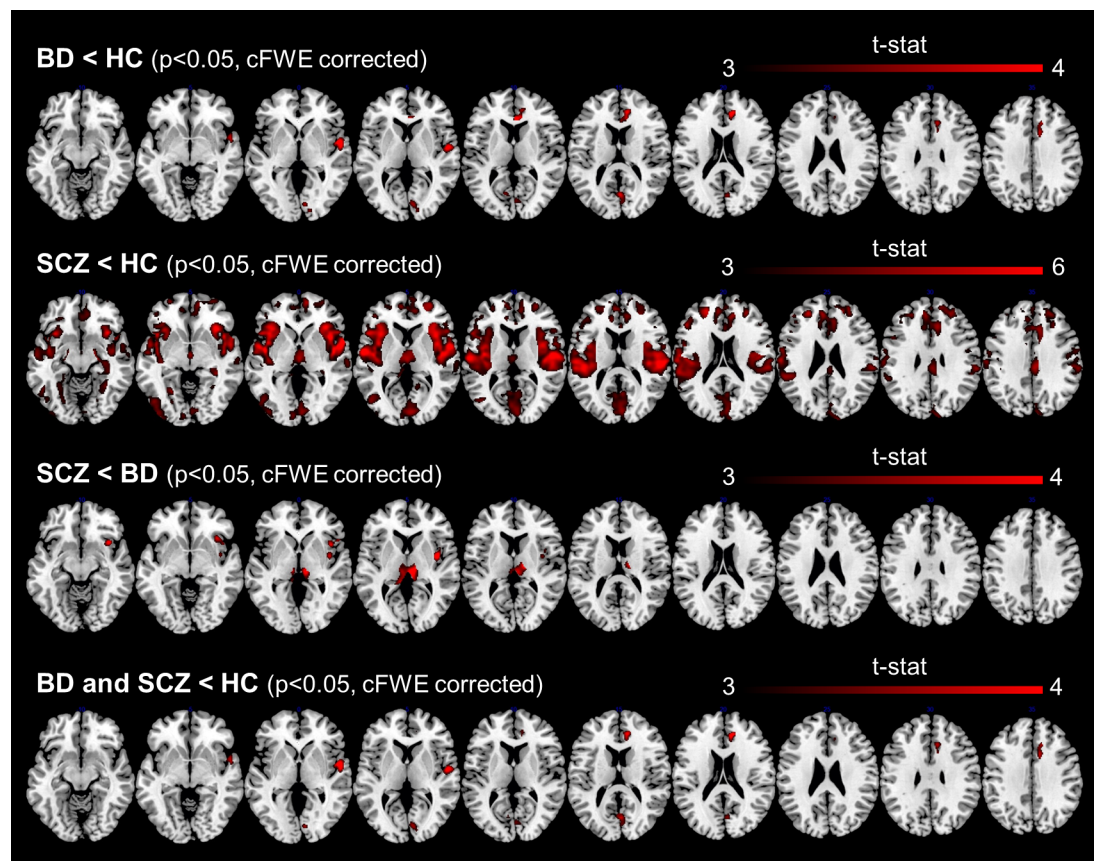 t-stat
BD < HC (p<0.05, cFWE corrected)
3 4
t-stat
SCZ < HC (p<0.05, cFWE corrected)
3 6
t-stat
SCZ < BD (p<0.05, cFWE corrected)
3 4
t-stat
BD and SCZ < HC (p<0.05, cFWE corrected)
3 4